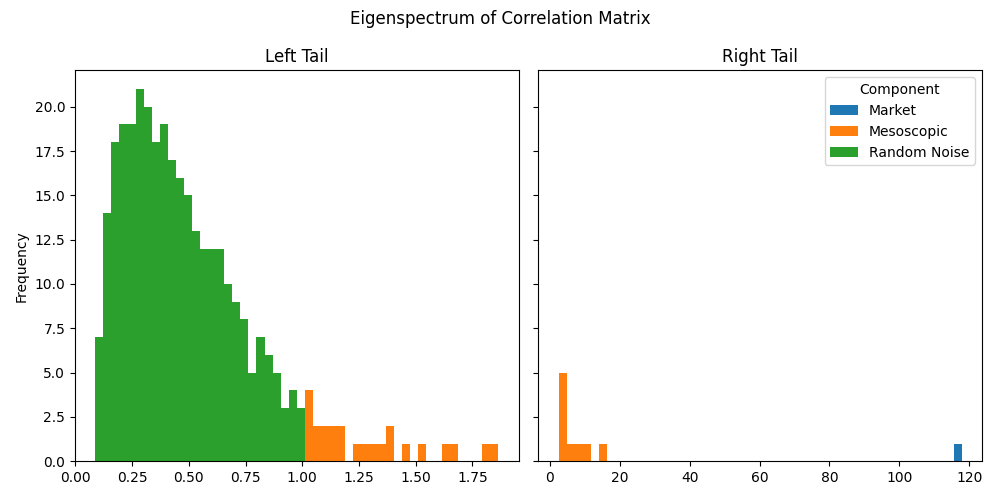 Eigenspectrum of Correlation Matrix
Left Tail
Right Tail
Frequency
20.0
17.5
15.0
12.5
10.0
7.5
5.0
2.5
0.0
0.00 0.25 0.50 0.75 1.00 1.25 1.50 1.75
Component
Market
Mesoscopic
Random Noise
0 20 40 60 80 100 120